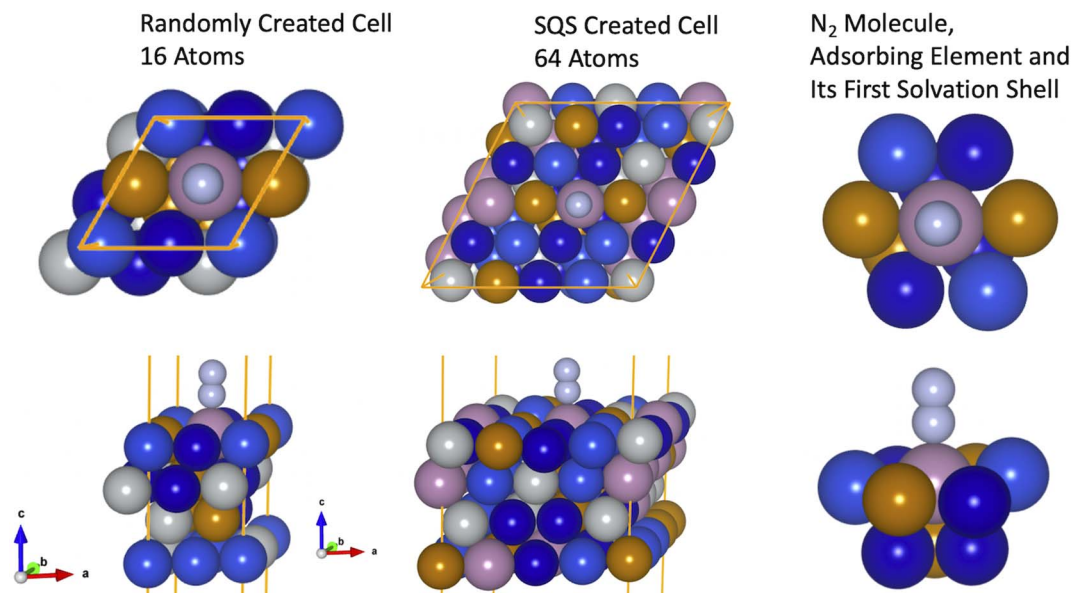 Randomly Created Cell
16 Atoms
SQS Created Cell
64 Atoms
N₂ Molecule,
Adsorbing Element and
Its First Solvation Shell
c
b
a
c
b
a